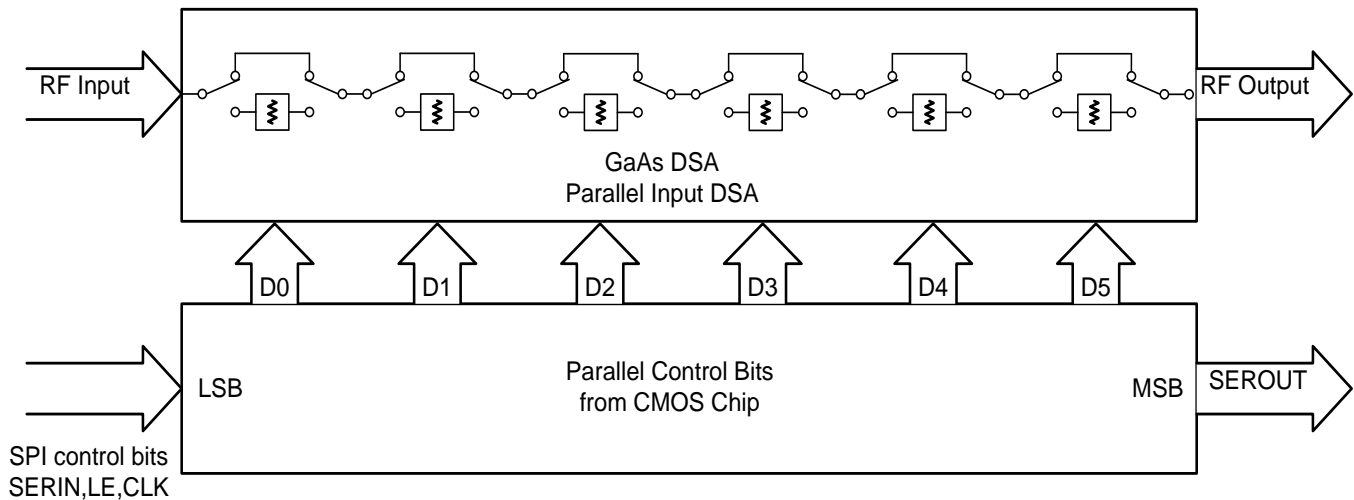 RF Input
RF Output
GaAs DSA
Parallel Input DSA
D0
D1
D2
D3
D4
D5
LSB
Parallel Control Bits
from CMOS Chip
MSB
SEROUT
SPI control bits
SERIN,LE,CLK